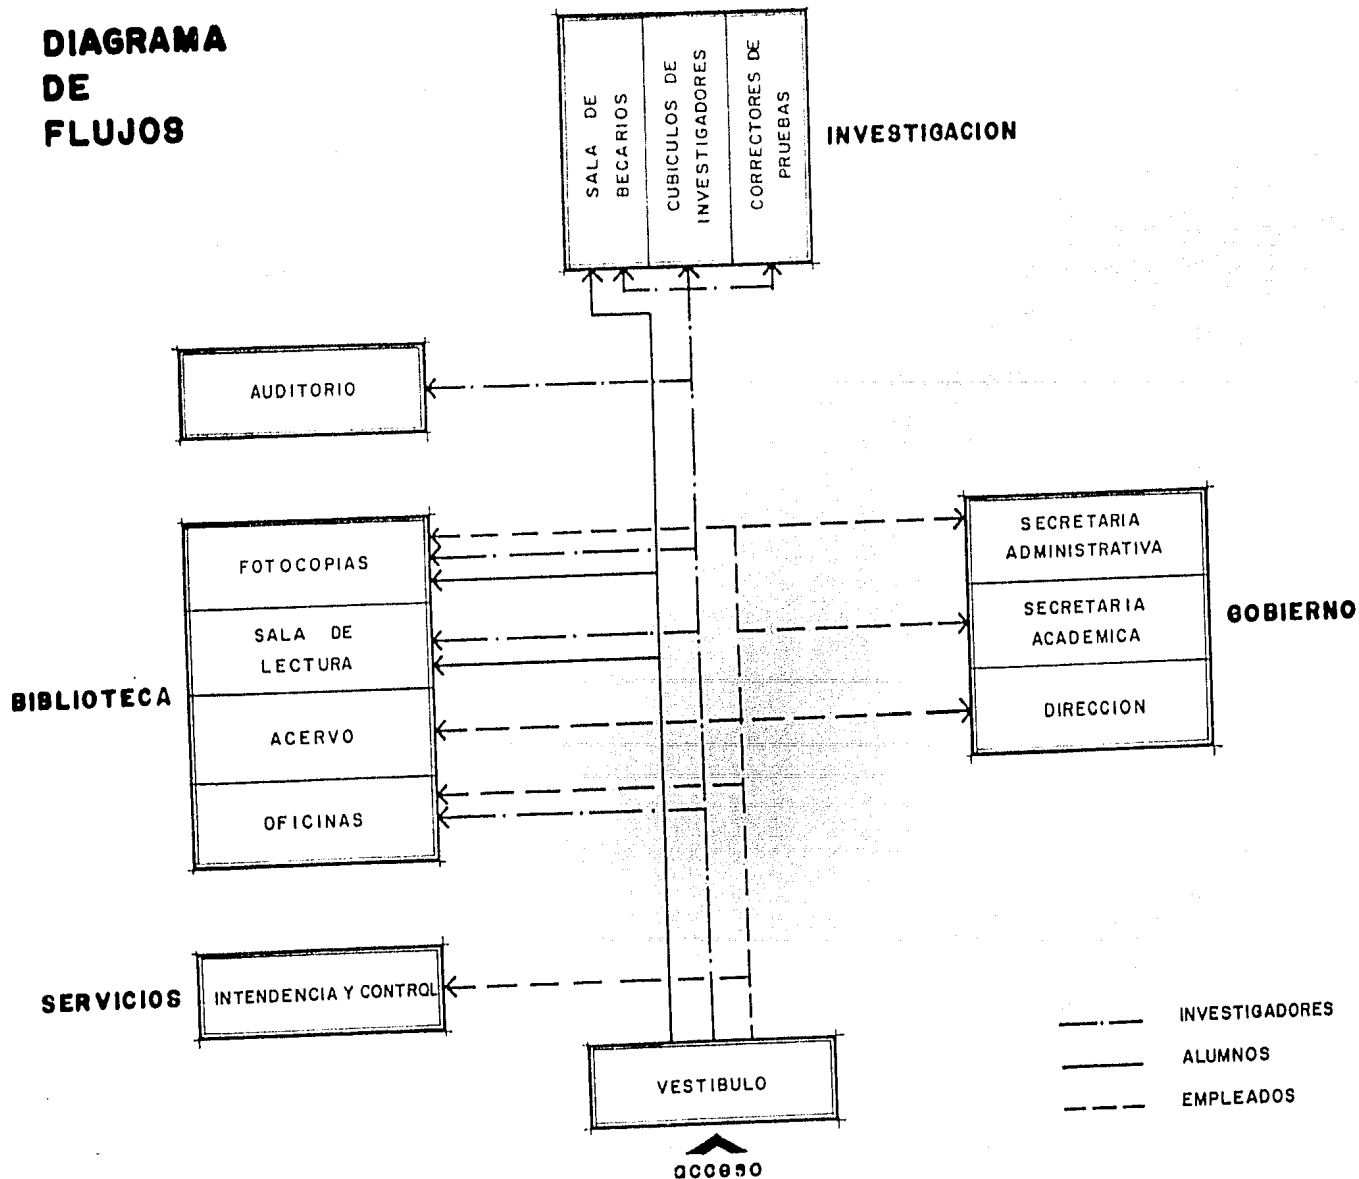 DIAGRAMA
DE
FLUJOS
SALA DE
BECARIOS
CUBICULOS DE
INVESTIGADORES
CORRECTORES DE
PRUEBAS
INVESTIGACION
AUDITORIO
FOTOCOPIAS
SALA DE
LECTURA
ACERVO
OFICINAS
BIBLIOTECA
SECRETARIA
ADMINISTRATIVA
SECRETARIA
ACADEMICA
DIRECCION
GOBIERNO
SERVICIOS
INTENDENCIA Y CONTROL
VESTIBULO
acceso
INVESTIGADORES
ALUMNOS
EMPLEADOS